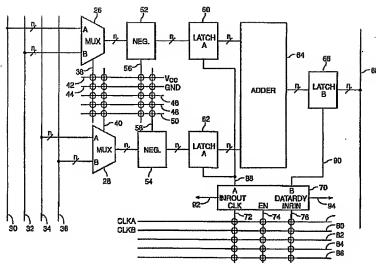 26
52
60
A
B
MUX
n
NEG.
n
LATCH
A
n
64
66
38
56
42
44
VCC
GND
46
48
50
ADDER
n
LATCH
B
n
40
58
62
A
B
MUX
n
NEG.
n
LATCH
A
n
88
90
28
54
30
32
34
36
A
B
70
INROUT
DATARDY
CLK
EN
INRIN
92
94
72
74
76
CLKA
CLKB
80
82
84
86